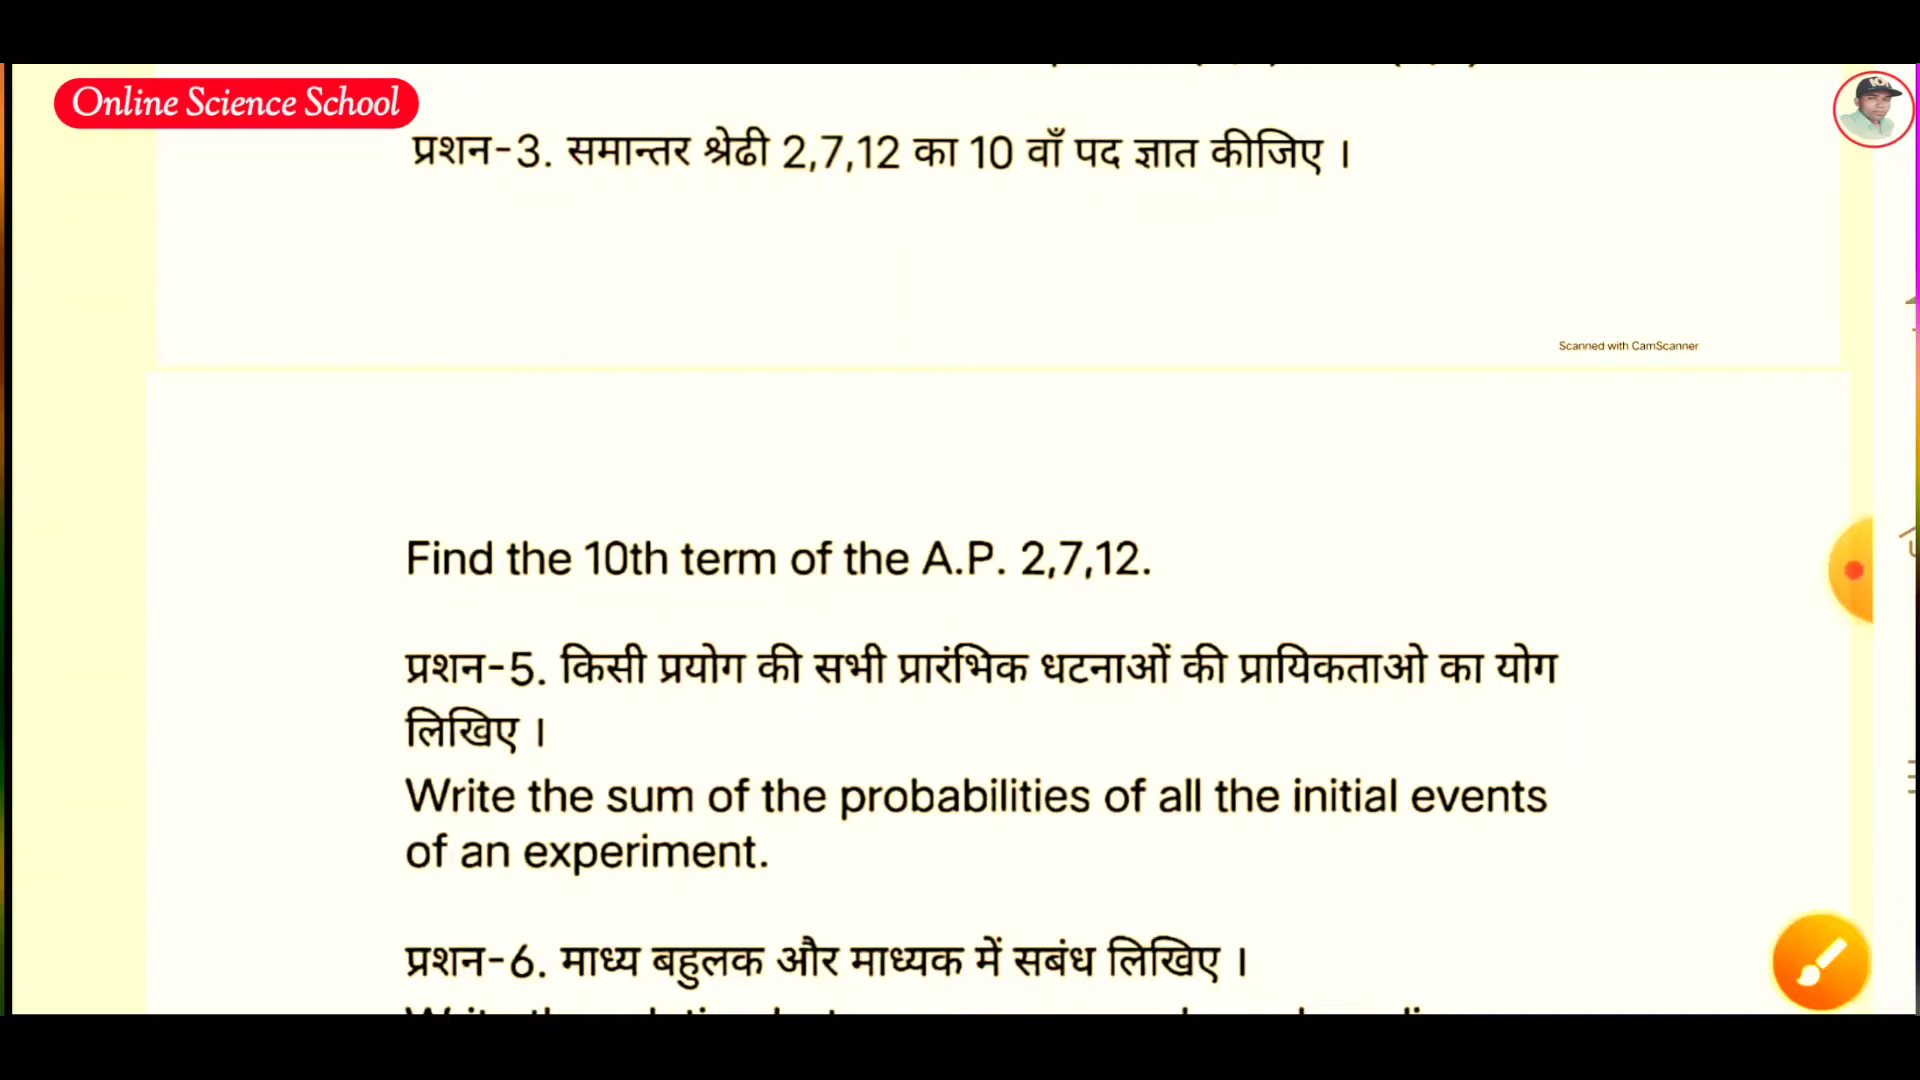 Online Science School
प्रशन-3. समान्तर श्रेढी 2,7,12 का 10 वाँ पद ज्ञात कीजिए ।
Scanned with CamScanner
Find the 10th term of the A.P. 2,7,12.
प्रशन-5. किसी प्रयोग की सभी प्रारंभिक धटनाओं की प्रायिकताओ का योग
लिखिए ।
Write the sum of the probabilities of all the initial events
of an experiment.
प्रशन-6. माध्य बहुलक और माध्यक में सबंध लिखिए ।